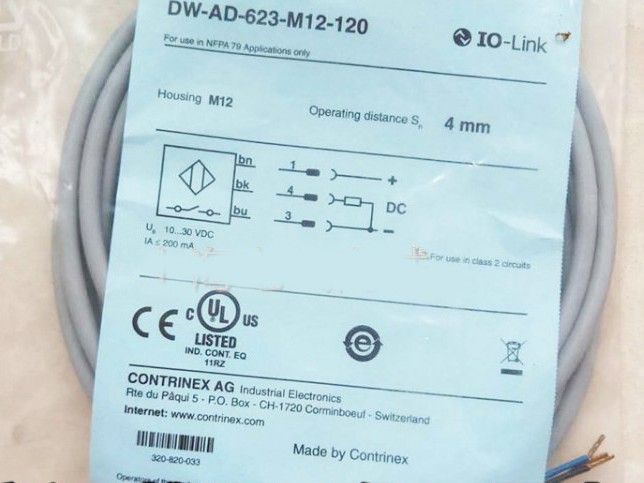 DW-AD-623-M12-120
For use in NFPA 79 Applications only
IO-Link
Housing M12
Operating distance Sn 4 mm
bn 1 +
bk 4 DC
bu 3 -
UB 10...30 VDC
IA ≤ 200 mA
For use in class 2 circuits
CE
C UL US
LISTED
IND. CONT. EQ
11RZ
e
CONTRINEX AG Industrial Electronics
Rte du Pâqui 5 - P.O. Box - CH-1720 Corminboeuf - Switzerland
Internet: www.contrinex.com
320-820-033
Made by Contrinex